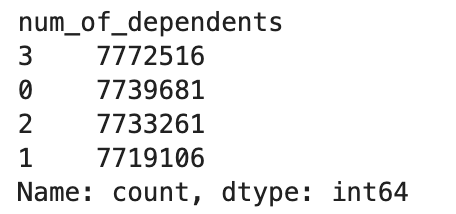 num_of_dependents
3    7772516
0    7739681
2    7733261
1    7719106
Name: count, dtype: int64